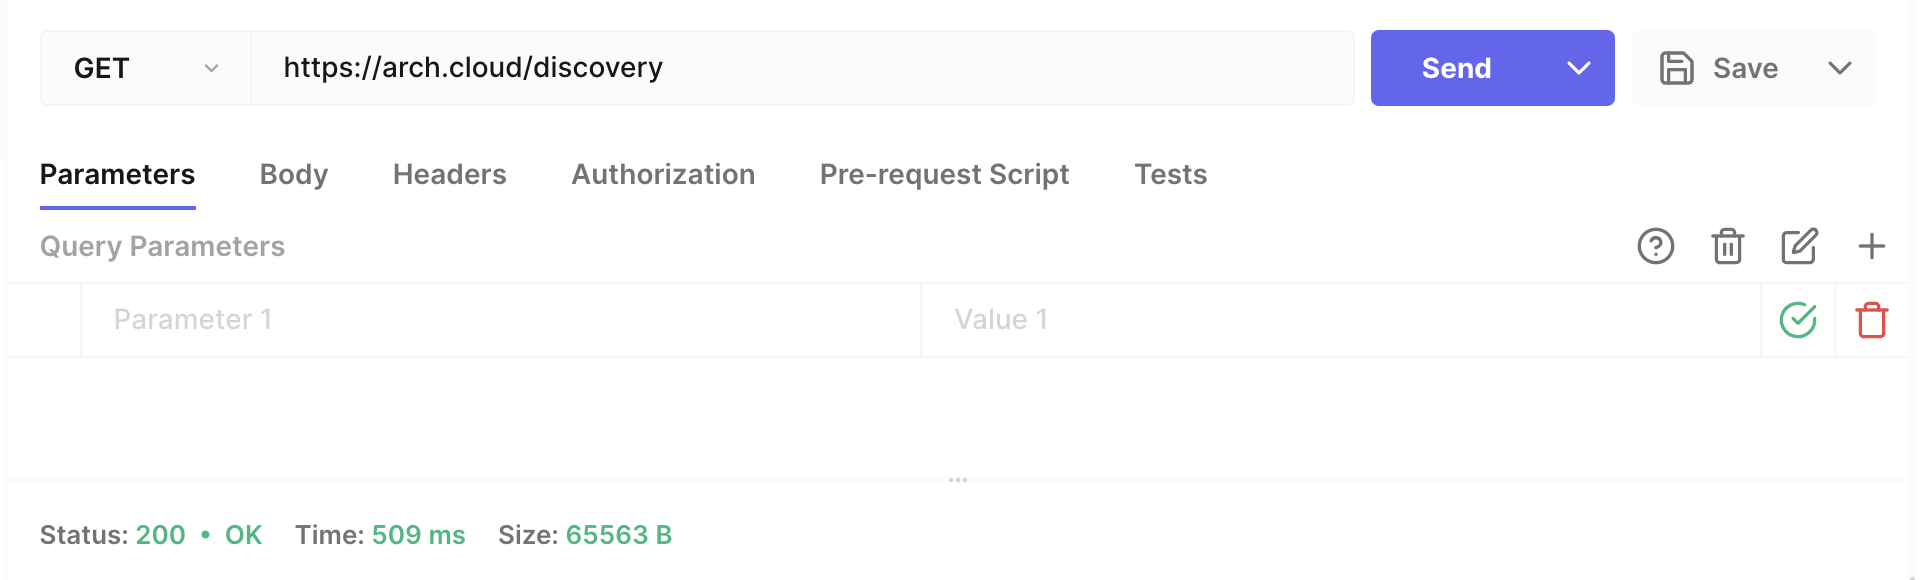 GET https://arch.cloud/discovery Send Save
Parameters Body Headers Authorization Pre-request Script Tests
Query Parameters
Parameter 1 Value 1
Status: 200 • OK Time: 509 ms Size: 65563 B